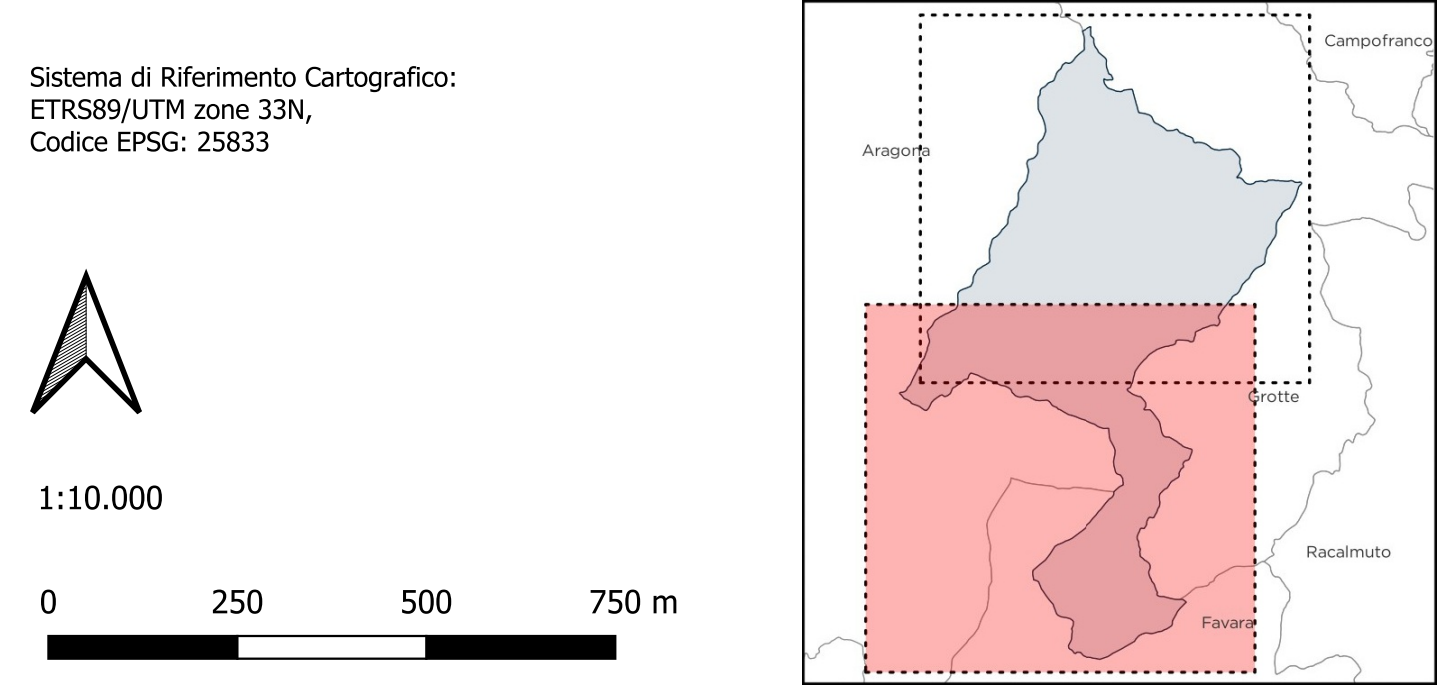 Sistema di Riferimento Cartografico:
ETRS89/UTM zone 33N,
Codice EPSG: 25833
1:10.000
0 250 500 750 m
Campofranco
Aragona
Grotte
Racalmuto
Favara